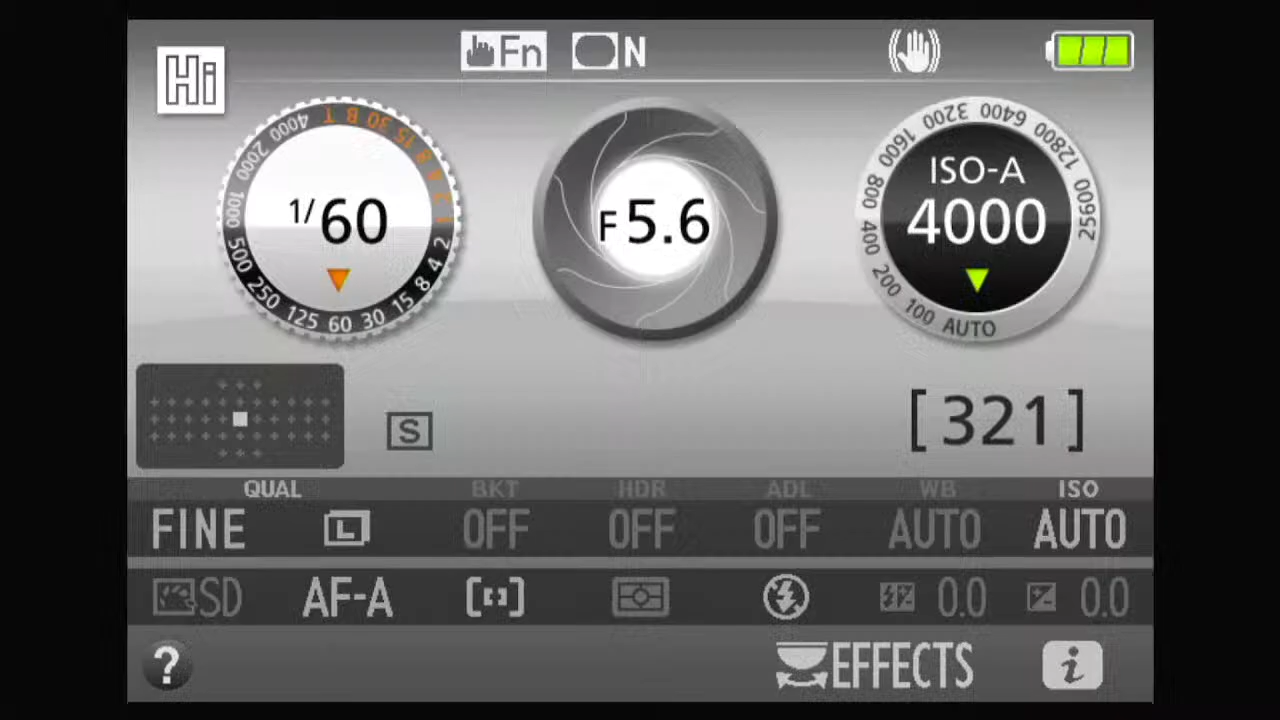 Hi Fn N
4000 T B 30 15 8 4 2 1
2000 1000 500 250 125 60 30 15 8 4 2
1/60
F5.6
100 200 400 800 1600 3200 6400 12800 25600
ISO-A
4000
AUTO
S
[321]
QUAL BKT HDR ADL WB ISO
FINE L OFF OFF OFF AUTO AUTO
SD AF-A 0.0 0.0
? EFFECTS i